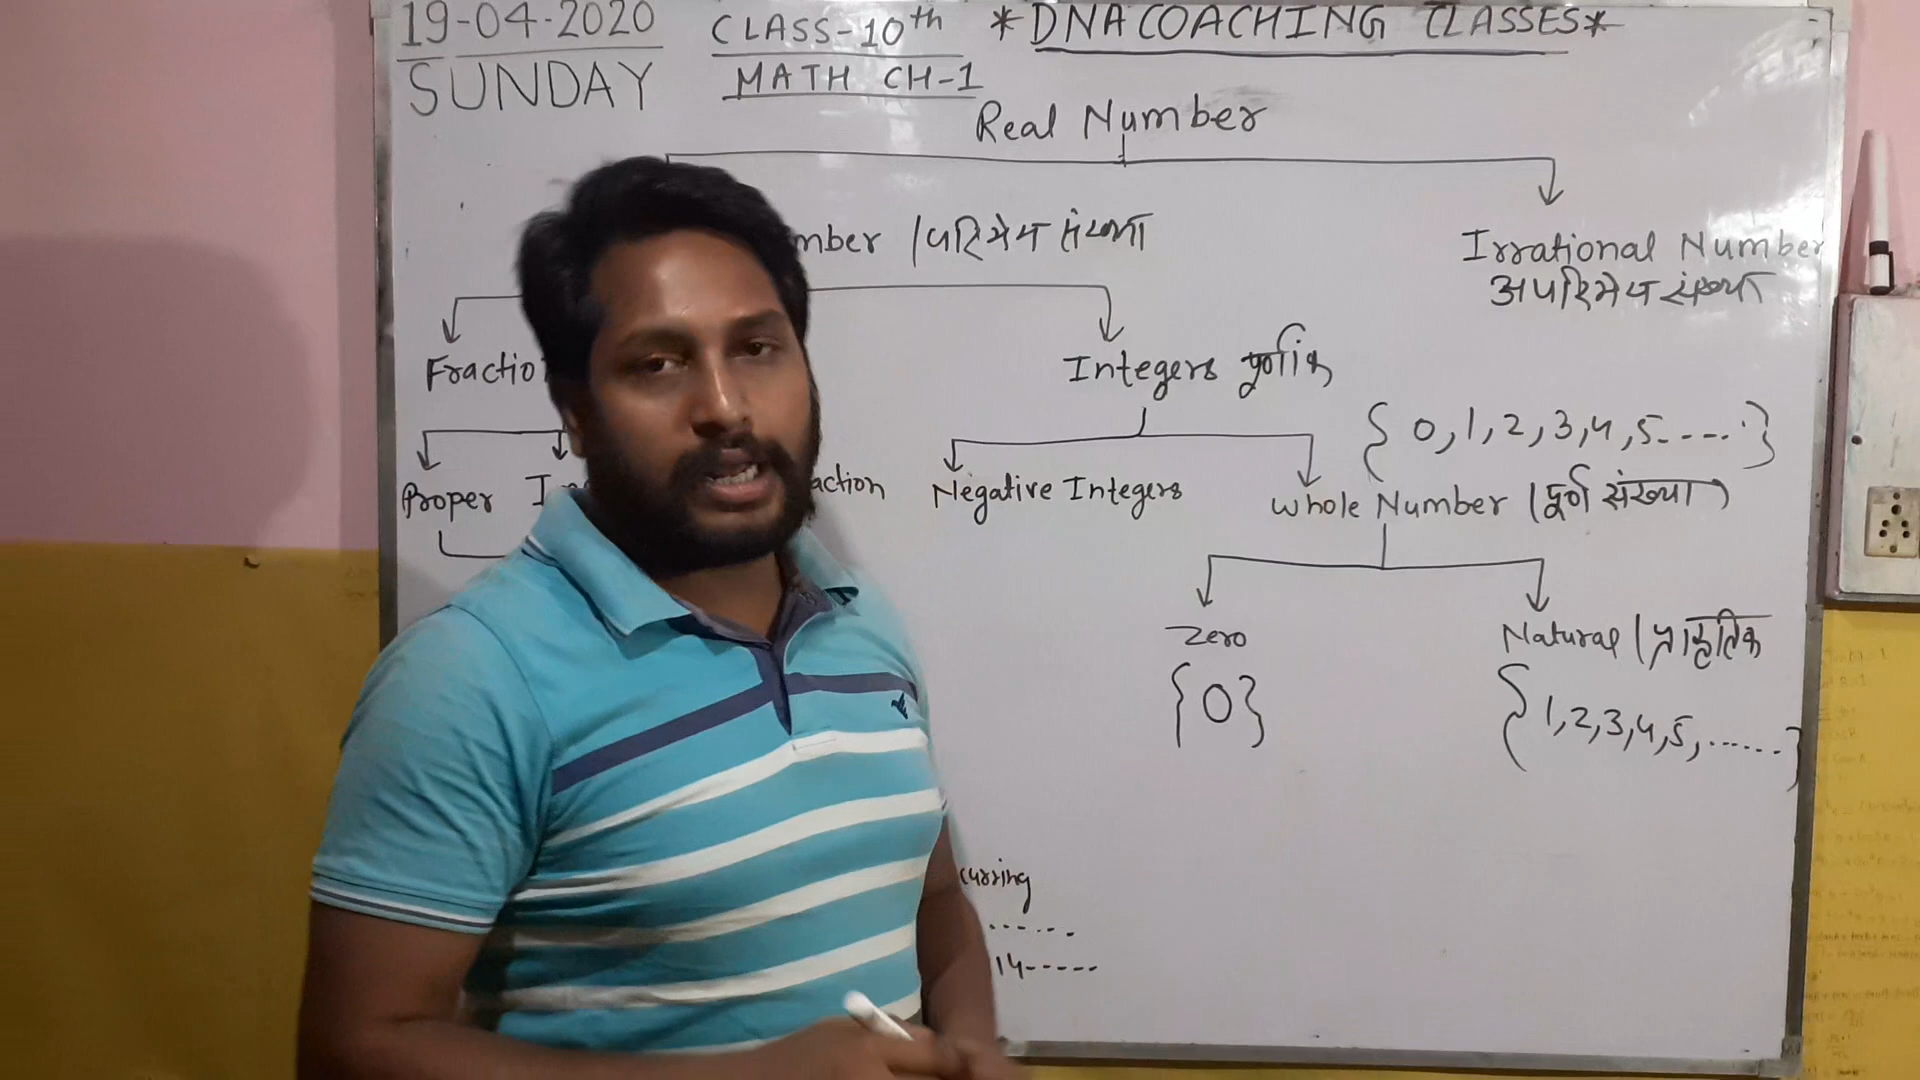 19-04-2020 CLASS-10th *DNA COACHING CLASSES*
SUNDAY MATH CH-1
Real Number
mber /परिमेय संख्या
Irrational Number
अपरिमेय संख्या
Fractio
Integers पूर्णांक
{0,1,2,3,4,5.....}
Proper I action Negative Integers Whole Number (पूर्ण संख्या)
Zero Natural (प्राकृतिक
{0} {1,2,3,4,5,......}
curring
......
14-----